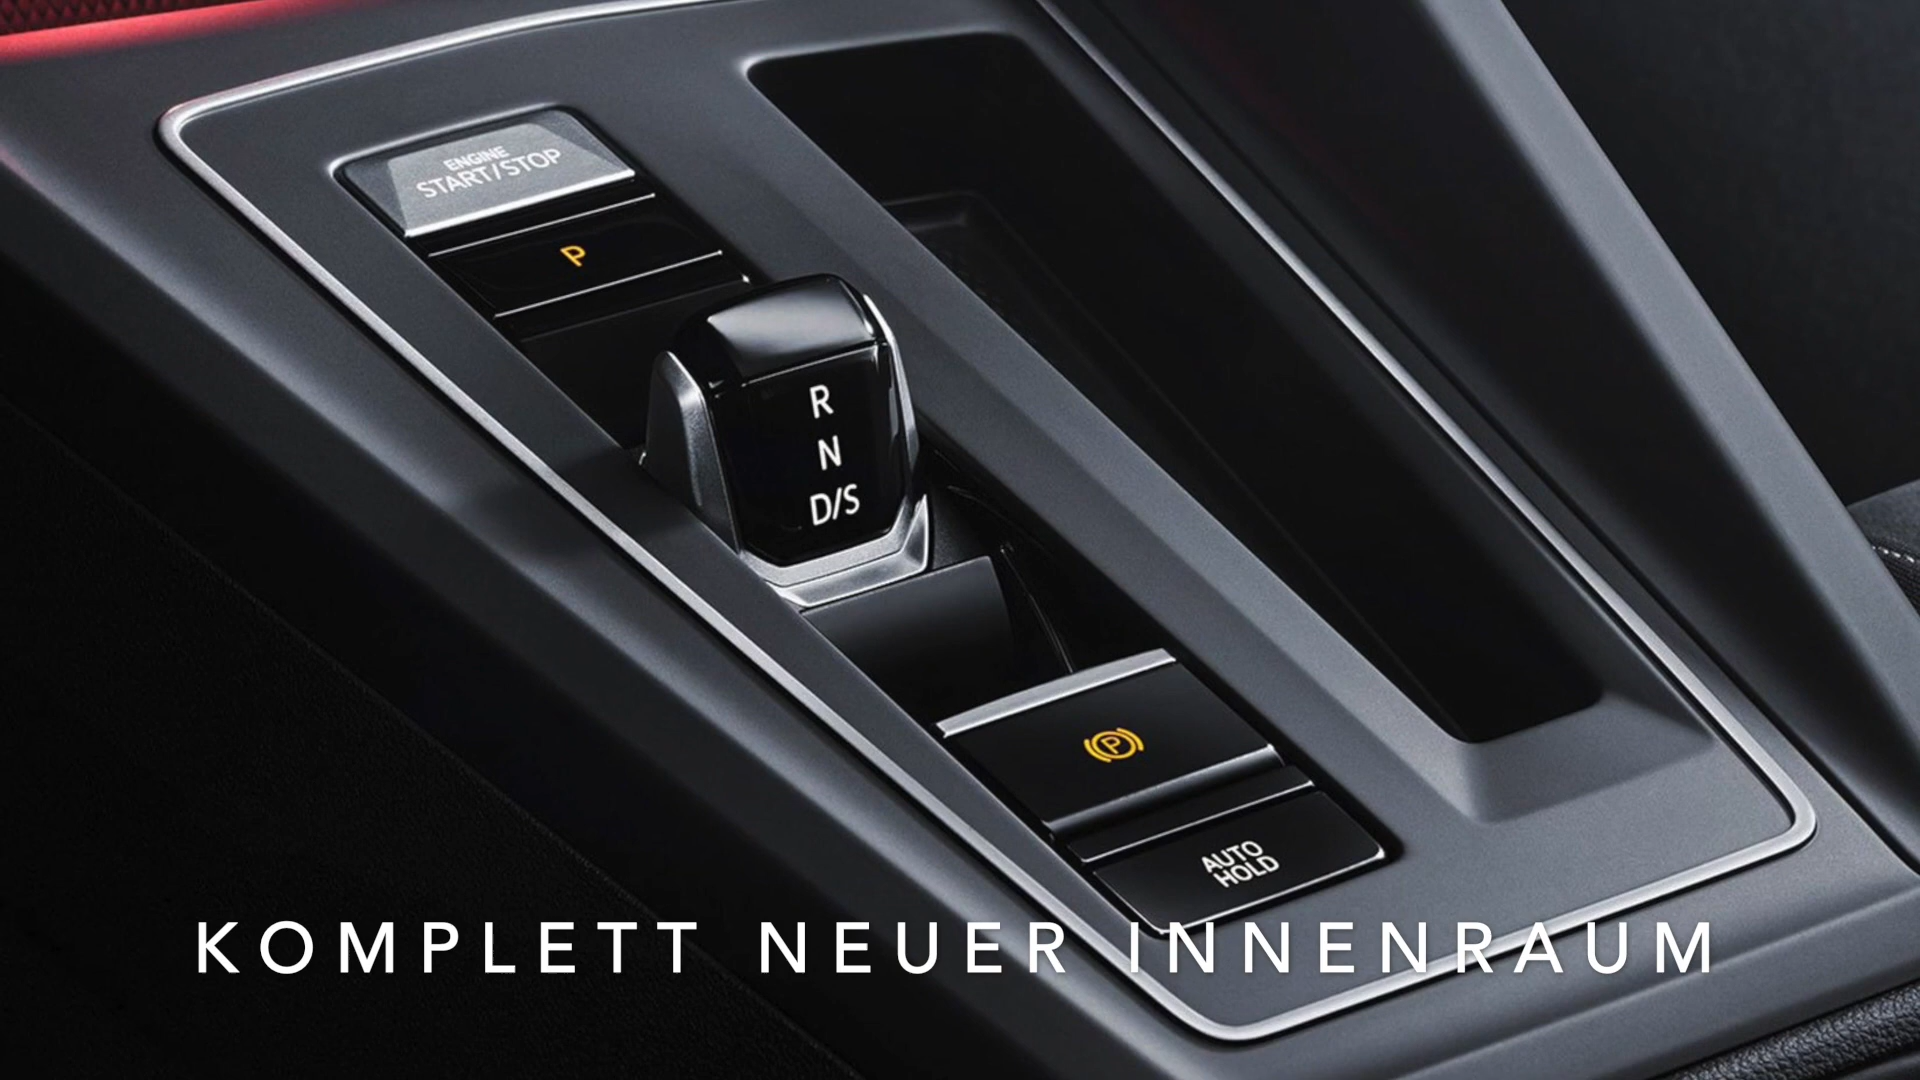 ENGINE
START/STOP
P
R
N
D/S
P
AUTO
HOLD
KOMPLETT NEUER INNENRAUM